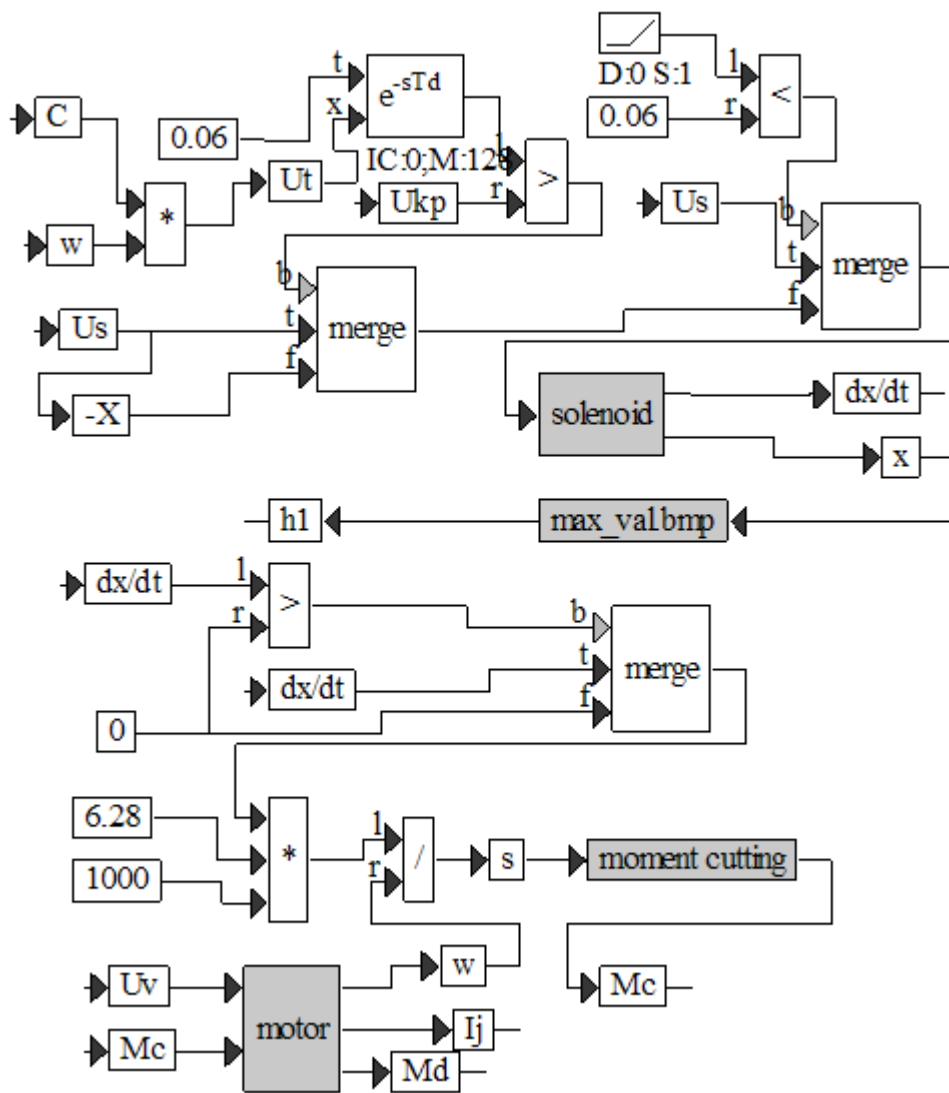 t
e-sTd
l
D:0 S:1
<
C
x
0.06
r
0.06
IC:0;M:128
l
Ut
Ukp
r
>
Us
b
*
w
t
merge
b
f
Us
t
merge
f
-X
solenoid
dx/dt
x
h1
max_val.bmp
dx/dt
l
>
r
b
t
merge
dx/dt
f
0
6.28
l
*
/
s
moment cutting
1000
r
w
Uv
Mc
motor
Ij
Mc
Md